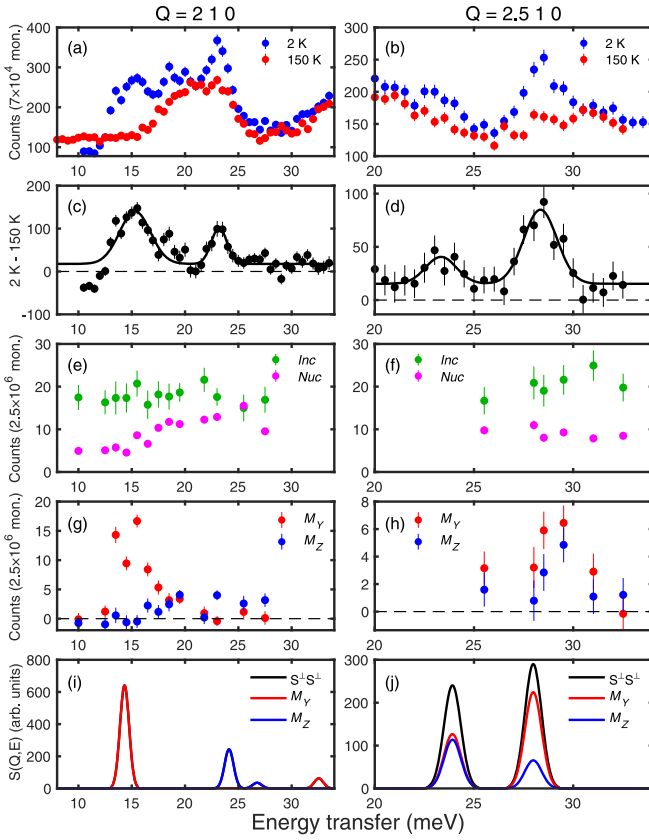 Q = 2 1 0
Q = 2.5 1 0
(a)
2 K
150 K
Counts (7×10⁴ mon.)
400
300
200
100
10 15 20 25 30
(b)
2 K
150 K
300
250
200
150
100
20 25 30
(c)
2 K - 150 K
200
100
0
-100
10 15 20 25 30
(d)
100
50
0
20 25 30
(e)
Inc
Nuc
Counts (2.5×10⁶ mon.)
30
20
10
0
10 15 20 25 30
(f)
Inc
Nuc
30
20
10
0
20 25 30
(g)
M_Y
M_Z
Counts (2.5×10⁶ mon.)
20
15
10
5
0
10 15 20 25 30
(h)
M_Y
M_Z
8
6
4
2
0
20 25 30
(i)
S⊥S⊥
M_Y
M_Z
S(Q,E) (arb. units)
800
600
400
200
0
10 15 20 25 30
(j)
S⊥S⊥
M_Y
M_Z
300
200
100
0
20 25 30
Energy transfer (meV)